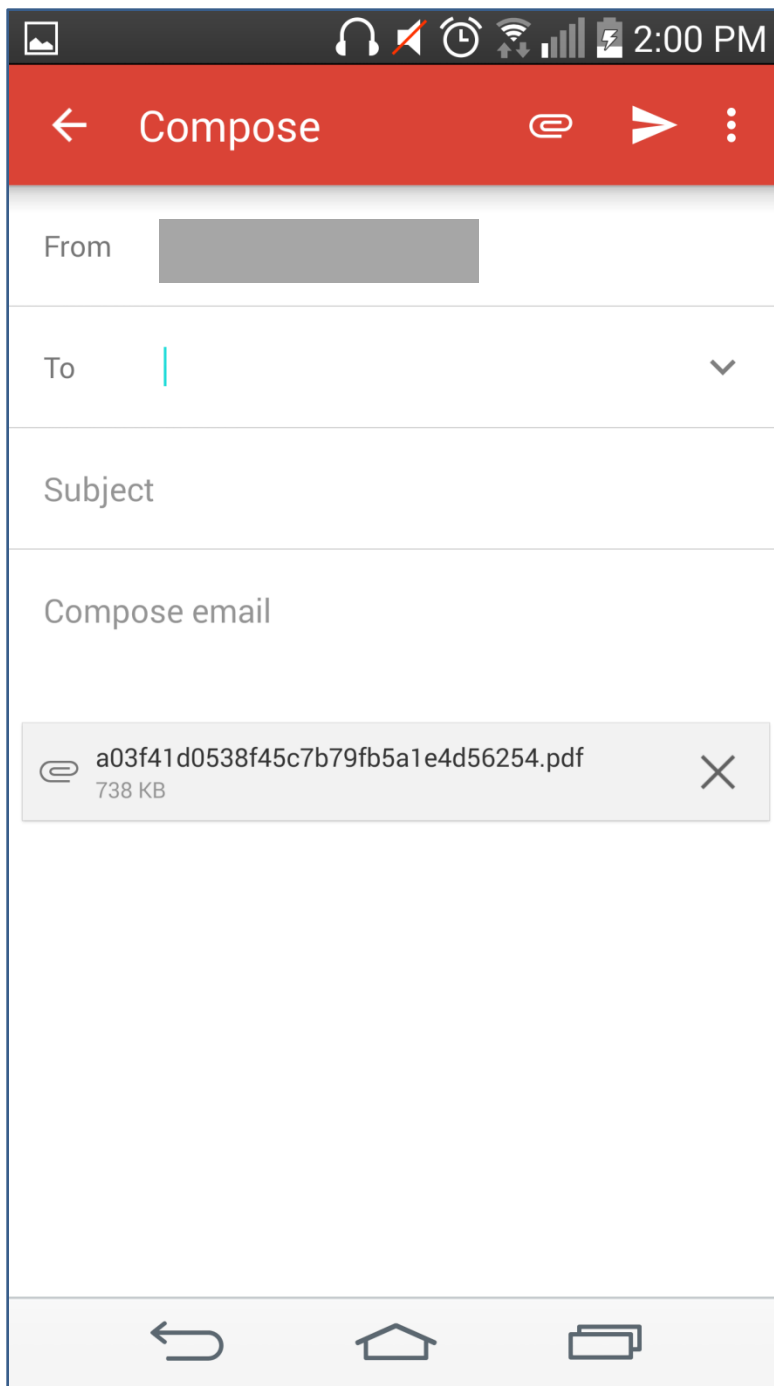 2:00 PM
Compose
From
To
Subject
Compose email
a03f41d0538f45c7b79fb5a1e4d56254.pdf
738 KB